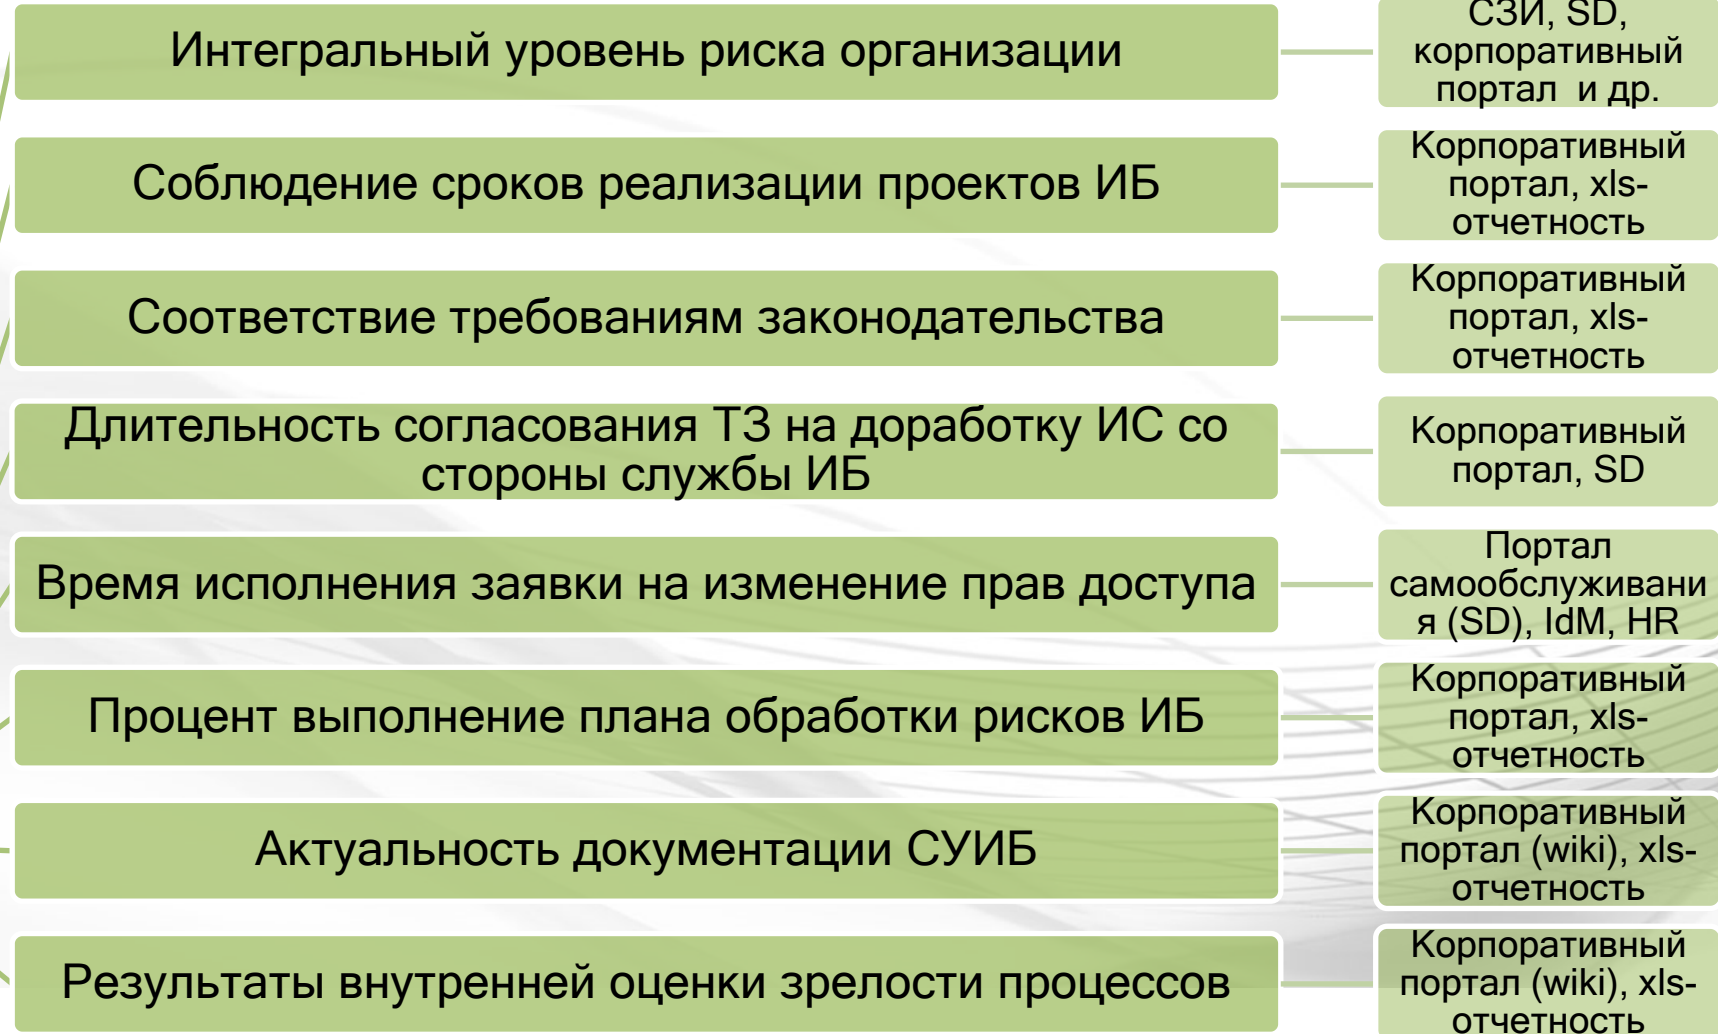 Интегральный уровень риска организации
СЗИ, SD,
корпоративный
портал и др.
Соблюдение сроков реализации проектов ИБ
Корпоративный
портал, xls-
отчетность
Соответствие требованиям законодательства
Корпоративный
портал, xls-
отчетность
Длительность согласования ТЗ на доработку ИС со
стороны службы ИБ
Корпоративный
портал, SD
Время исполнения заявки на изменение прав доступа
Портал
самообслуживани
я (SD), IdM, HR
Процент выполнение плана обработки рисков ИБ
Корпоративный
портал, xls-
отчетность
Актуальность документации СУИБ
Корпоративный
портал (wiki), xls-
отчетность
Результаты внутренней оценки зрелости процессов
Корпоративный
портал (wiki), xls-
отчетность